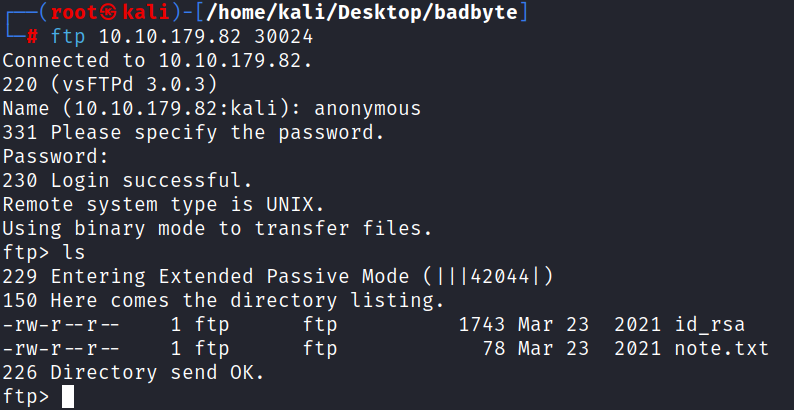 ┌──(root㉿kali)-[/home/kali/Desktop/badbyte]
└─# ftp 10.10.179.82 30024
Connected to 10.10.179.82.
220 (vsFTPd 3.0.3)
Name (10.10.179.82:kali): anonymous
331 Please specify the password.
Password:
230 Login successful.
Remote system type is UNIX.
Using binary mode to transfer files.
ftp> ls
229 Entering Extended Passive Mode (|||42044|)
150 Here comes the directory listing.
-rw-r--r--    1 ftp      ftp          1743 Mar 23  2021 id_rsa
-rw-r--r--    1 ftp      ftp            78 Mar 23  2021 note.txt
226 Directory send OK.
ftp>